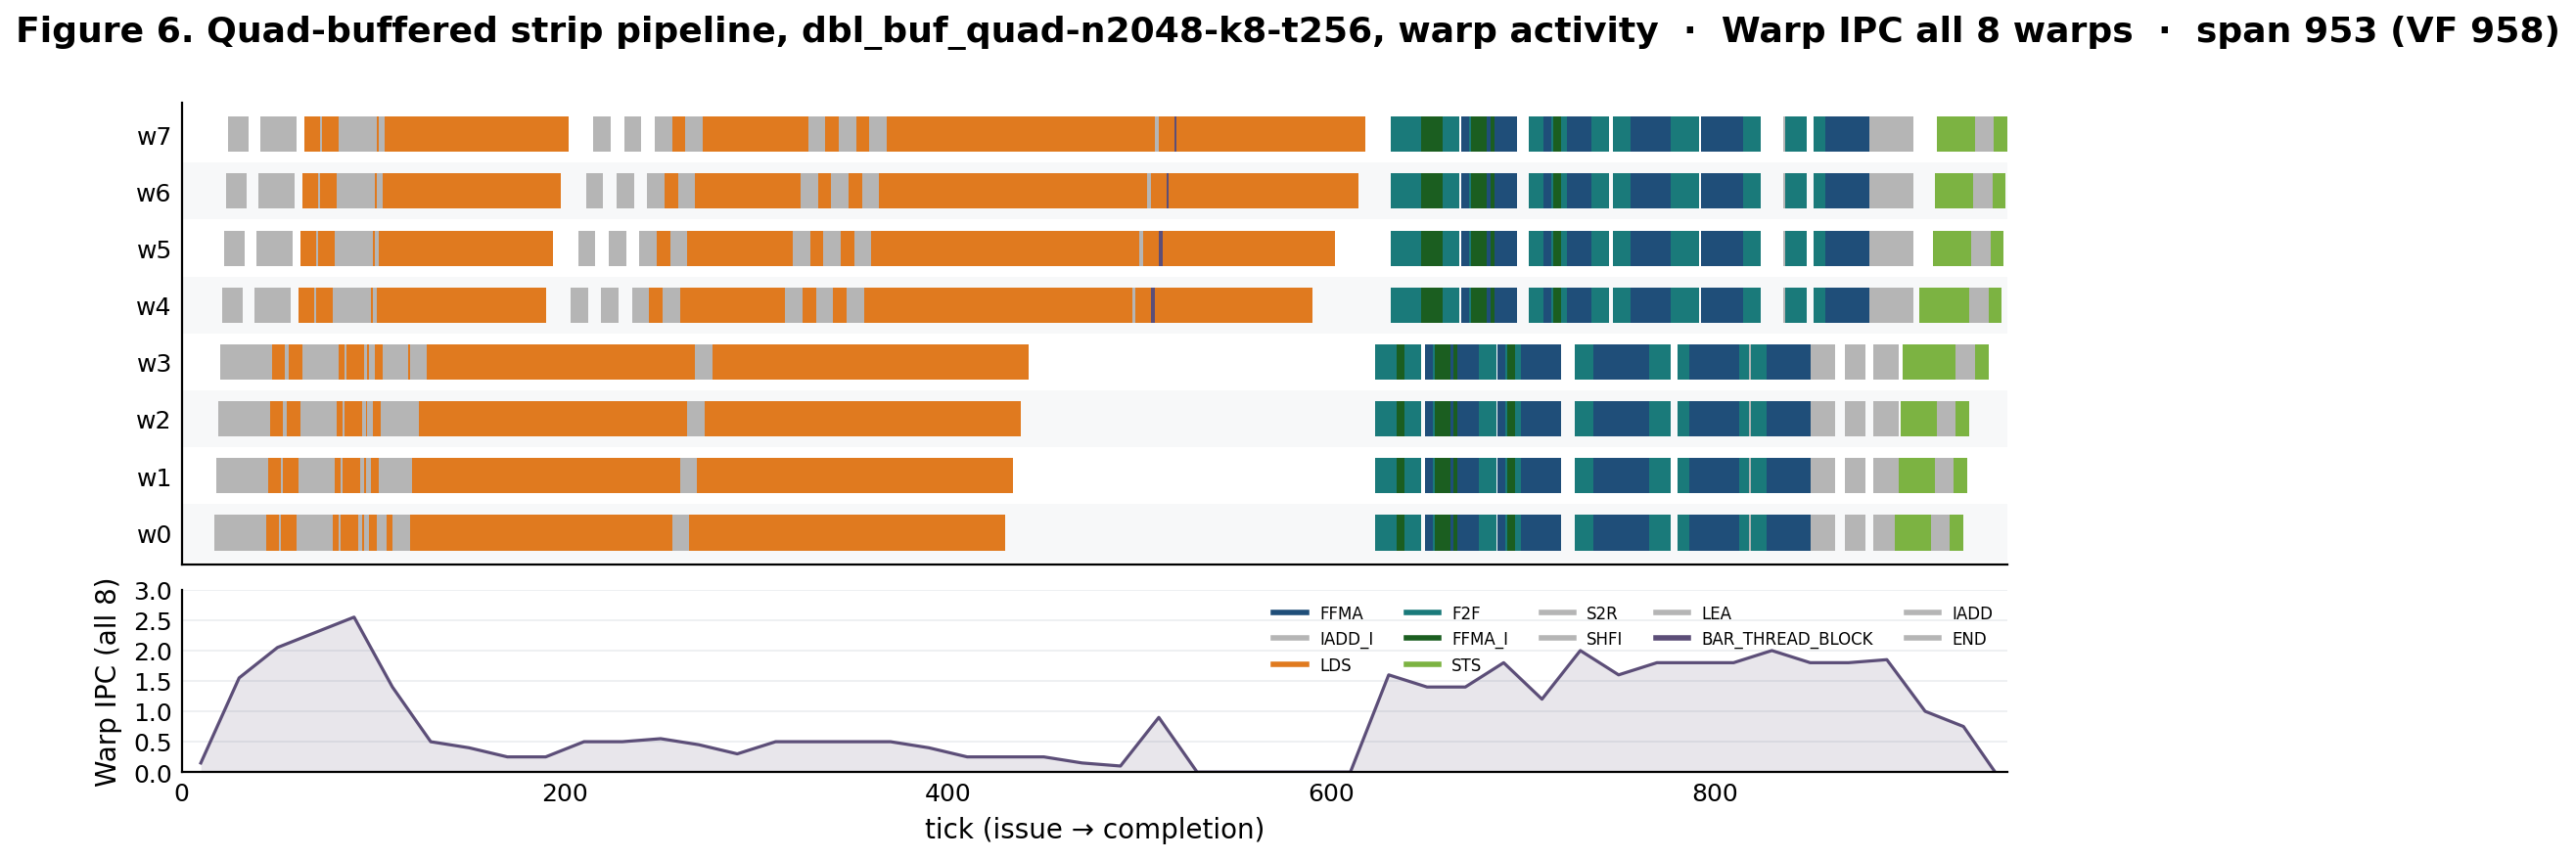 Figure 6. Quad-buffered strip pipeline, dbl_buf_quad-n2048-k8-t256, warp activity · Warp IPC all 8 warps · span 953 (VF 958)
w7
w6
w5
w4
w3
w2
w1
w0
Warp IPC (all 8)
3.0
2.5
2.0
1.5
1.0
0.5
0.0
FFMA F2F S2R LEA IADD
IADD_I FFMA_I SHFI BAR_THREAD_BLOCK END
LDS STS
0 200 400 600 800
tick (issue → completion)